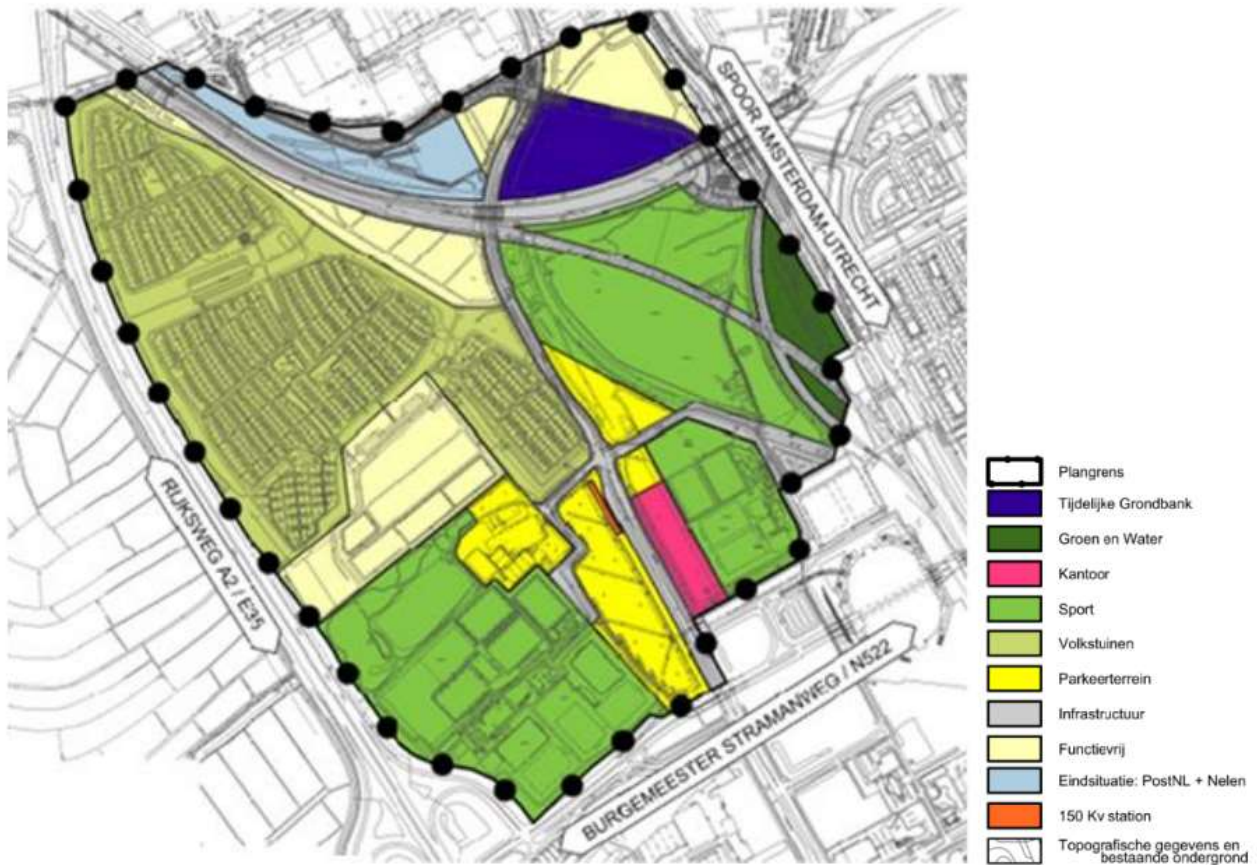 SPOOR AMSTERDAM-UTRECHT
RIJKSWEG A2 / E35
BURGEMEESTER STRAMANWEG / N522
Plangrens
Tijdelijke Grondbank
Groen en Water
Kantoor
Sport
Volkstuinen
Parkeerterrein
Infrastructuur
Functievrij
Eindsituatie: PostNL + Nelen
150 Kv station
Topografische gegevens en
bestaande ondergrond